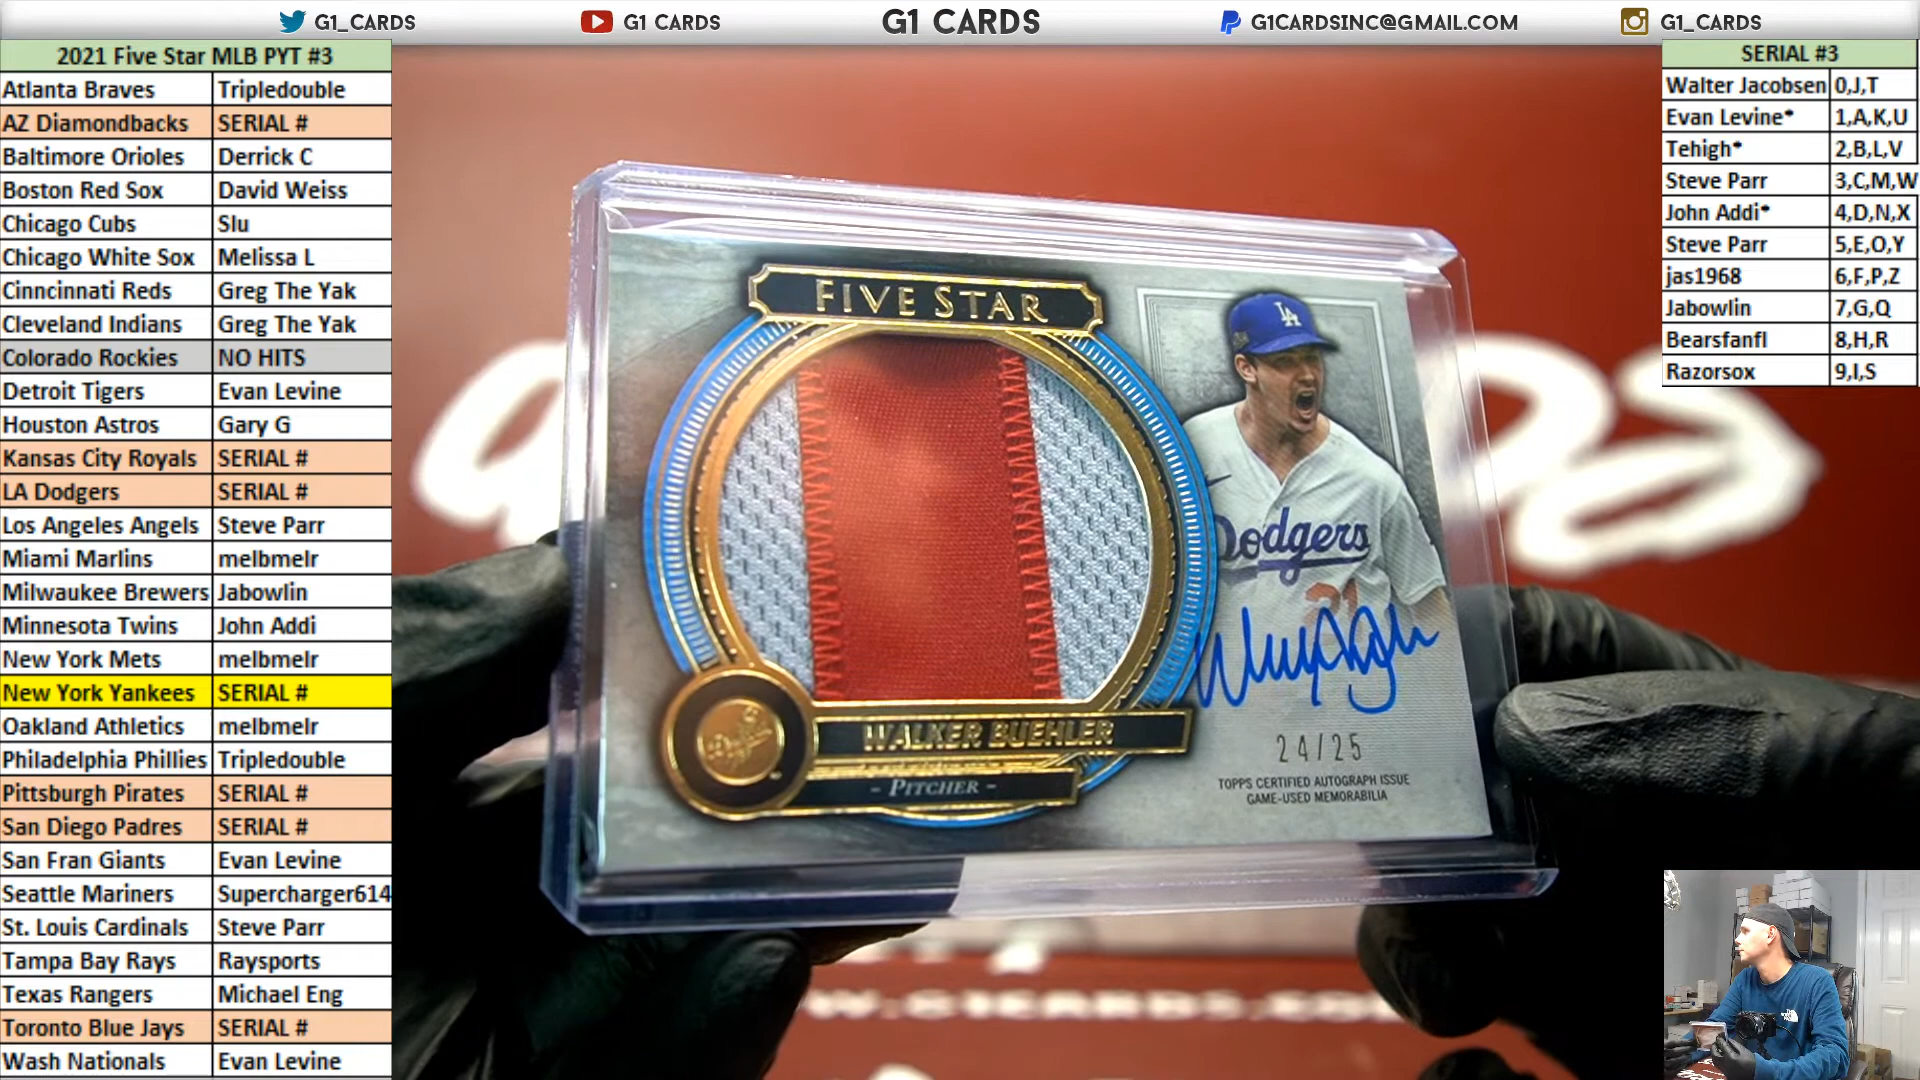 G1_CARDS
G1 CARDS
G1 CARDS
G1CARDSINC@GMAIL.COM
G1_CARDS
2021 Five Star MLB PYT #3
Atlanta Braves Tripledouble
AZ Diamondbacks SERIAL #
Baltimore Orioles Derrick C
Boston Red Sox David Weiss
Chicago Cubs Slu
Chicago White Sox Melissa L
Cinncinnati Reds Greg The Yak
Cleveland Indians Greg The Yak
Colorado Rockies NO HITS
Detroit Tigers Evan Levine
Houston Astros Gary G
Kansas City Royals SERIAL #
LA Dodgers SERIAL #
Los Angeles Angels Steve Parr
Miami Marlins melbmelr
Milwaukee Brewers Jabowlin
Minnesota Twins John Addi
New York Mets melbmelr
New York Yankees SERIAL #
Oakland Athletics melbmelr
Philadelphia Phillies Tripledouble
Pittsburgh Pirates SERIAL #
San Diego Padres SERIAL #
San Fran Giants Evan Levine
Seattle Mariners Supercharger614
St. Louis Cardinals Steve Parr
Tampa Bay Rays Raysports
Texas Rangers Michael Eng
Toronto Blue Jays SERIAL #
Wash Nationals Evan Levine
SERIAL #3
Walter Jacobsen 0,J,T
Evan Levine* 1,A,K,U
Tehigh* 2,B,L,V
Steve Parr 3,C,M,W
John Addi* 4,D,N,X
Steve Parr 5,E,O,Y
jas1968 6,F,P,Z
Jabowlin 7,G,Q
Bearsfanfl 8,H,R
Razorsox 9,I,S
FIVE STAR
LA
Dodgers
WALKER BUEHLER
- PITCHER -
24/25
TOPPS CERTIFIED AUTOGRAPH ISSUE
GAME-USED MEMORABILIA